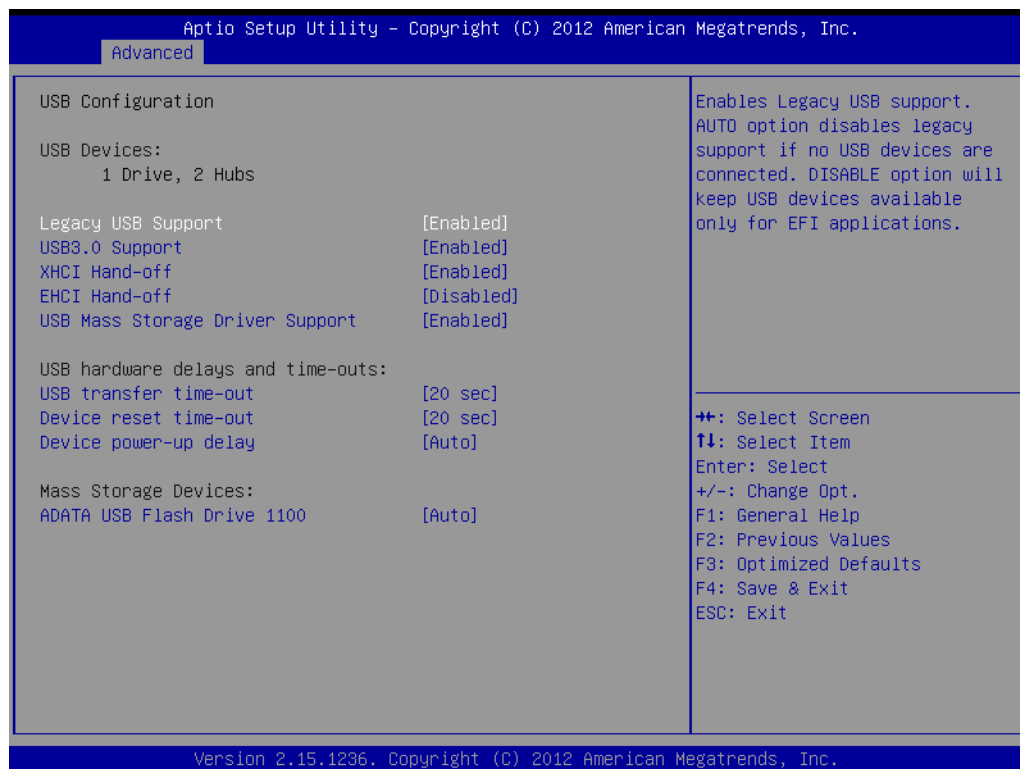 Aptio Setup Utility – Copyright (C) 2012 American Megatrends, Inc.
Advanced
USB Configuration
USB Devices:
1 Drive, 2 Hubs
Legacy USB Support [Enabled]
USB3.0 Support [Enabled]
XHCI Hand-off [Enabled]
EHCI Hand-off [Disabled]
USB Mass Storage Driver Support [Enabled]
USB hardware delays and time-outs:
USB transfer time-out [20 sec]
Device reset time-out [20 sec]
Device power-up delay [Auto]
Mass Storage Devices:
ADATA USB Flash Drive 1100 [Auto]
Enables Legacy USB support.
AUTO option disables legacy
support if no USB devices are
connected. DISABLE option will
keep USB devices available
only for EFI applications.
→←: Select Screen
↑↓: Select Item
Enter: Select
+/-: Change Opt.
F1: General Help
F2: Previous Values
F3: Optimized Defaults
F4: Save & Exit
ESC: Exit
Version 2.15.1236. Copyright (C) 2012 American Megatrends, Inc.